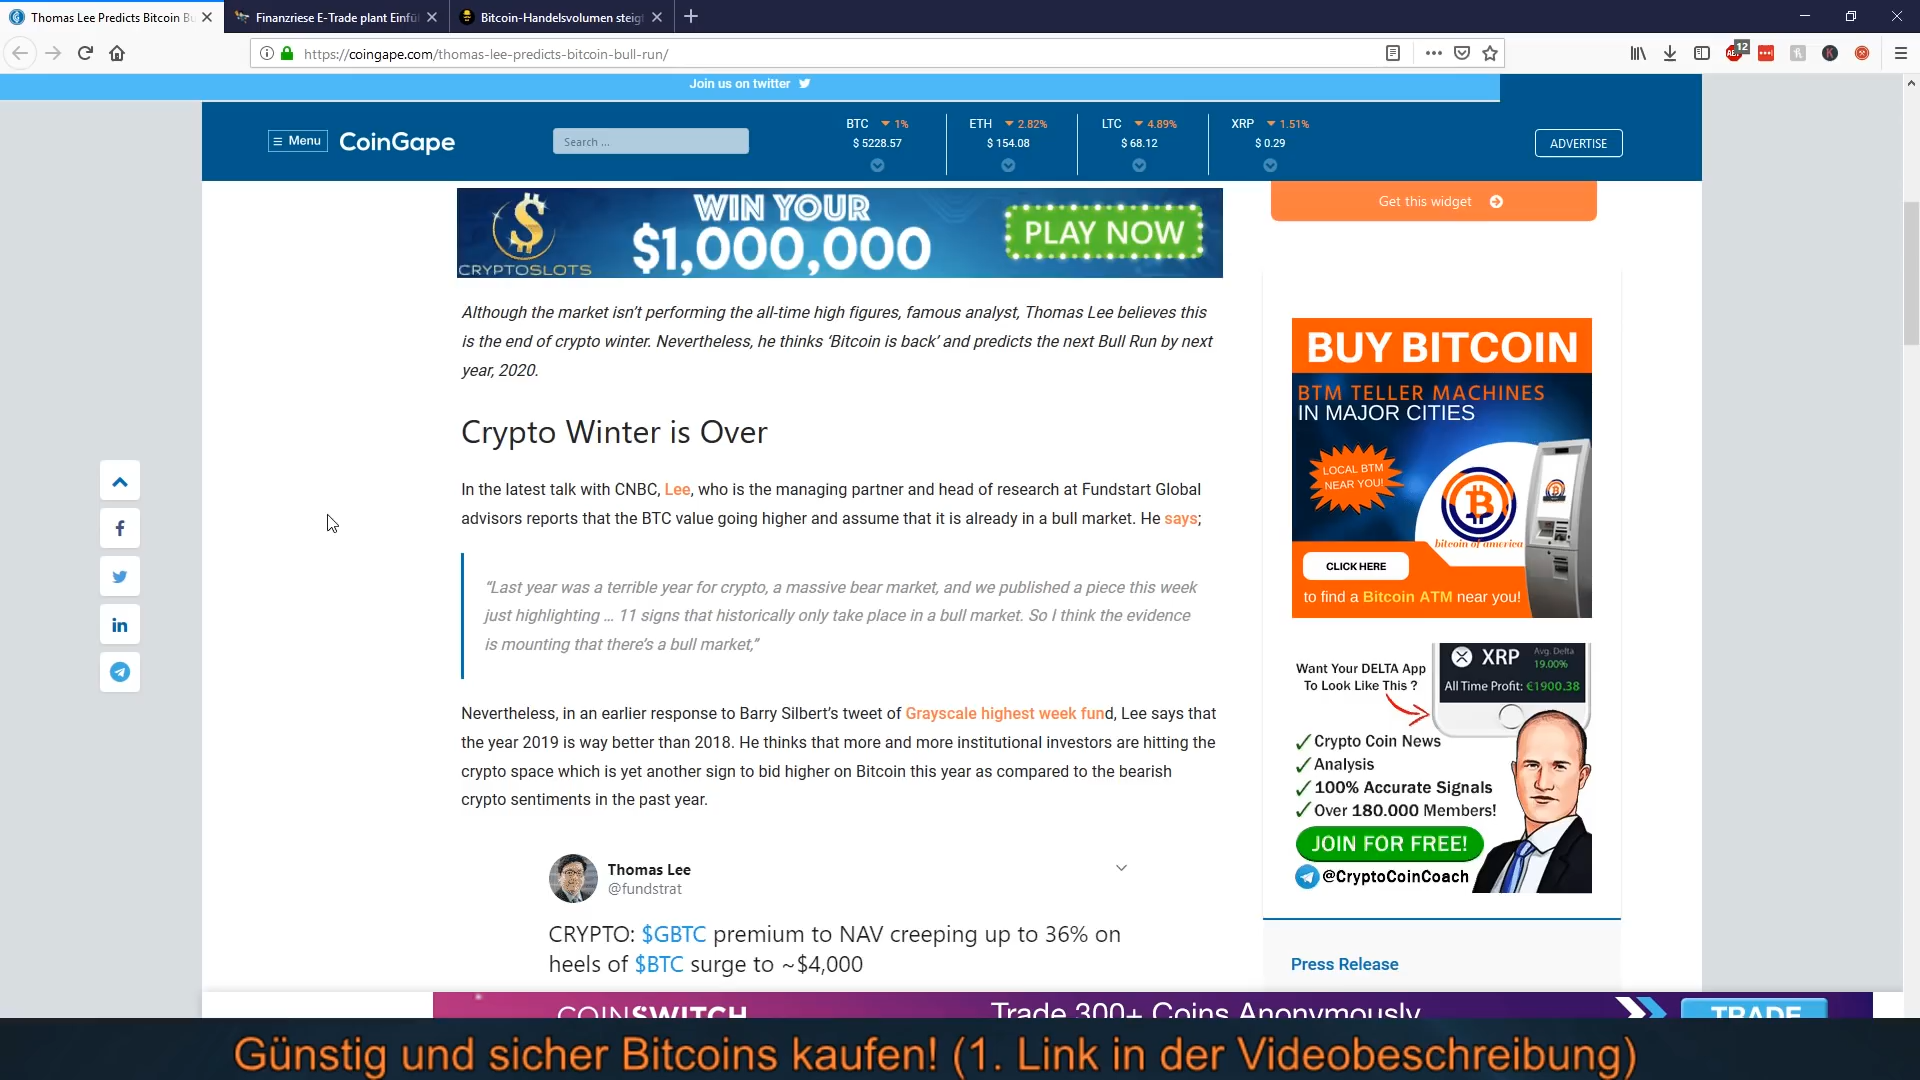 Thomas Lee Predicts Bitcoin Bu
Finanzriese E-Trade plant Einfü
Bitcoin-Handelsvolumen steig
https://coingape.com/thomas-lee-predicts-bitcoin-bull-run/
12
Join us on twitter
Menu
CoinGape
Search ...
BTC 1%
$ 5228.57
ETH 2.82%
$ 154.08
LTC 4.89%
$ 68.12
XRP 1.51%
$ 0.29
ADVERTISE
CRYPTOSLOTS
WIN YOUR
$1,000,000
PLAY NOW
Get this widget
Although the market isn’t performing the all-time high figures, famous analyst, Thomas Lee believes this
is the end of crypto winter. Nevertheless, he thinks ‘Bitcoin is back’ and predicts the next Bull Run by next
year, 2020.
Crypto Winter is Over
In the latest talk with CNBC, Lee, who is the managing partner and head of research at Fundstart Global
advisors reports that the BTC value going higher and assume that it is already in a bull market. He says;
“Last year was a terrible year for crypto, a massive bear market, and we published a piece this week
just highlighting … 11 signs that historically only take place in a bull market. So I think the evidence
is mounting that there’s a bull market,”
Nevertheless, in an earlier response to Barry Silbert’s tweet of Grayscale highest week fund, Lee says that
the year 2019 is way better than 2018. He thinks that more and more institutional investors are hitting the
crypto space which is yet another sign to bid higher on Bitcoin this year as compared to the bearish
crypto sentiments in the past year.
Thomas Lee
@fundstrat
CRYPTO: $GBTC premium to NAV creeping up to 36% on
heels of $BTC surge to ~$4,000
BUY BITCOIN
BTM TELLER MACHINES
IN MAJOR CITIES
LOCAL BTM
NEAR YOU!
bitcoin of america
CLICK HERE
to find a Bitcoin ATM near you!
Want Your DELTA App
To Look Like This ?
XRP
Avg. Delta
19.00%
All Time Profit: €1900.38
Crypto Coin News
Analysis
100% Accurate Signals
Over 180.000 Members!
JOIN FOR FREE!
@CryptoCoinCoach
Press Release
COINSWITCH
Trade 300+ Coins Anonymously
TRADE
Günstig und sicher Bitcoins kaufen! (1. Link in der Videobeschreibung)